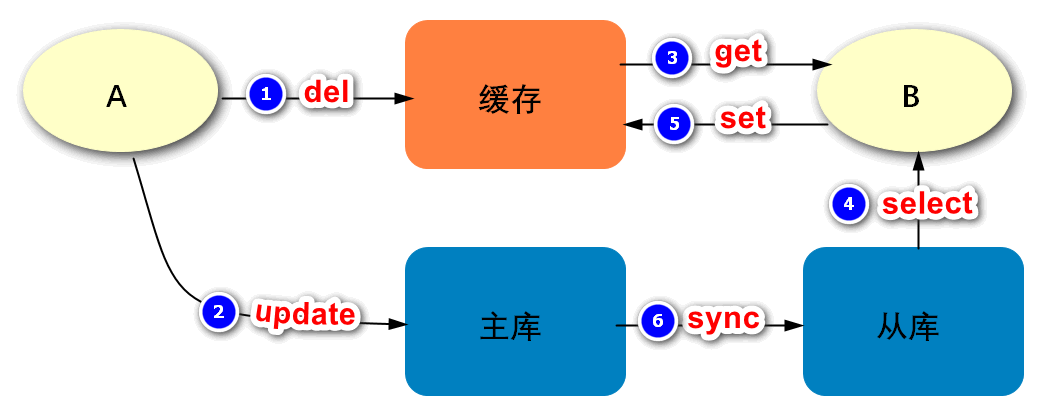 A
1 del
缓存
3 get
5 set
B
4 select
2 update
主库
6 sync
从库